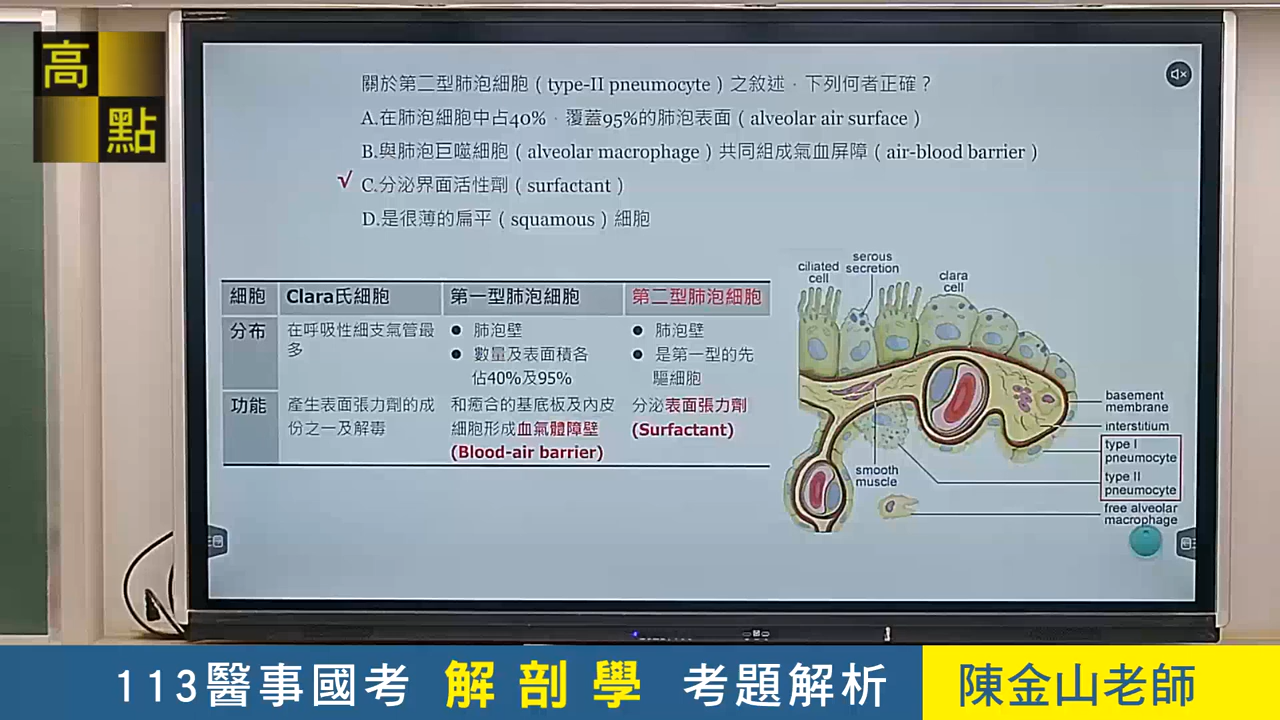 高
點
關於第二型肺泡細胞（type-II pneumocyte）之敘述．下列何者正確？
A.在肺泡細胞中占40%．覆蓋95%的肺泡表面（alveolar air surface）
B.與肺泡巨噬細胞（alveolar macrophage）共同組成氣血屏障（air-blood barrier）
√ C.分泌界面活性劑（surfactant）
D.是很薄的扁平（squamous）細胞
細胞 Clara氏細胞 第一型肺泡細胞 第二型肺泡細胞
分布
在呼吸性細支氣管最
多
● 肺泡壁
● 數量及表面積各
佔40%及95%
● 肺泡壁
● 是第一型的先
驅細胞
功能
產生表面張力劑的成
份之一及解毒
和癒合的基底板及內皮
細胞形成血氣體障壁
(Blood-air barrier)
分泌表面張力劑
(Surfactant)
ciliated
cell
serous
secretion
clara
cell
basement
membrane
interstitium
type I
pneumocyte
type II
pneumocyte
free alveolar
macrophage
smooth
muscle
113醫事國考 解剖學 考題解析 陳金山老師